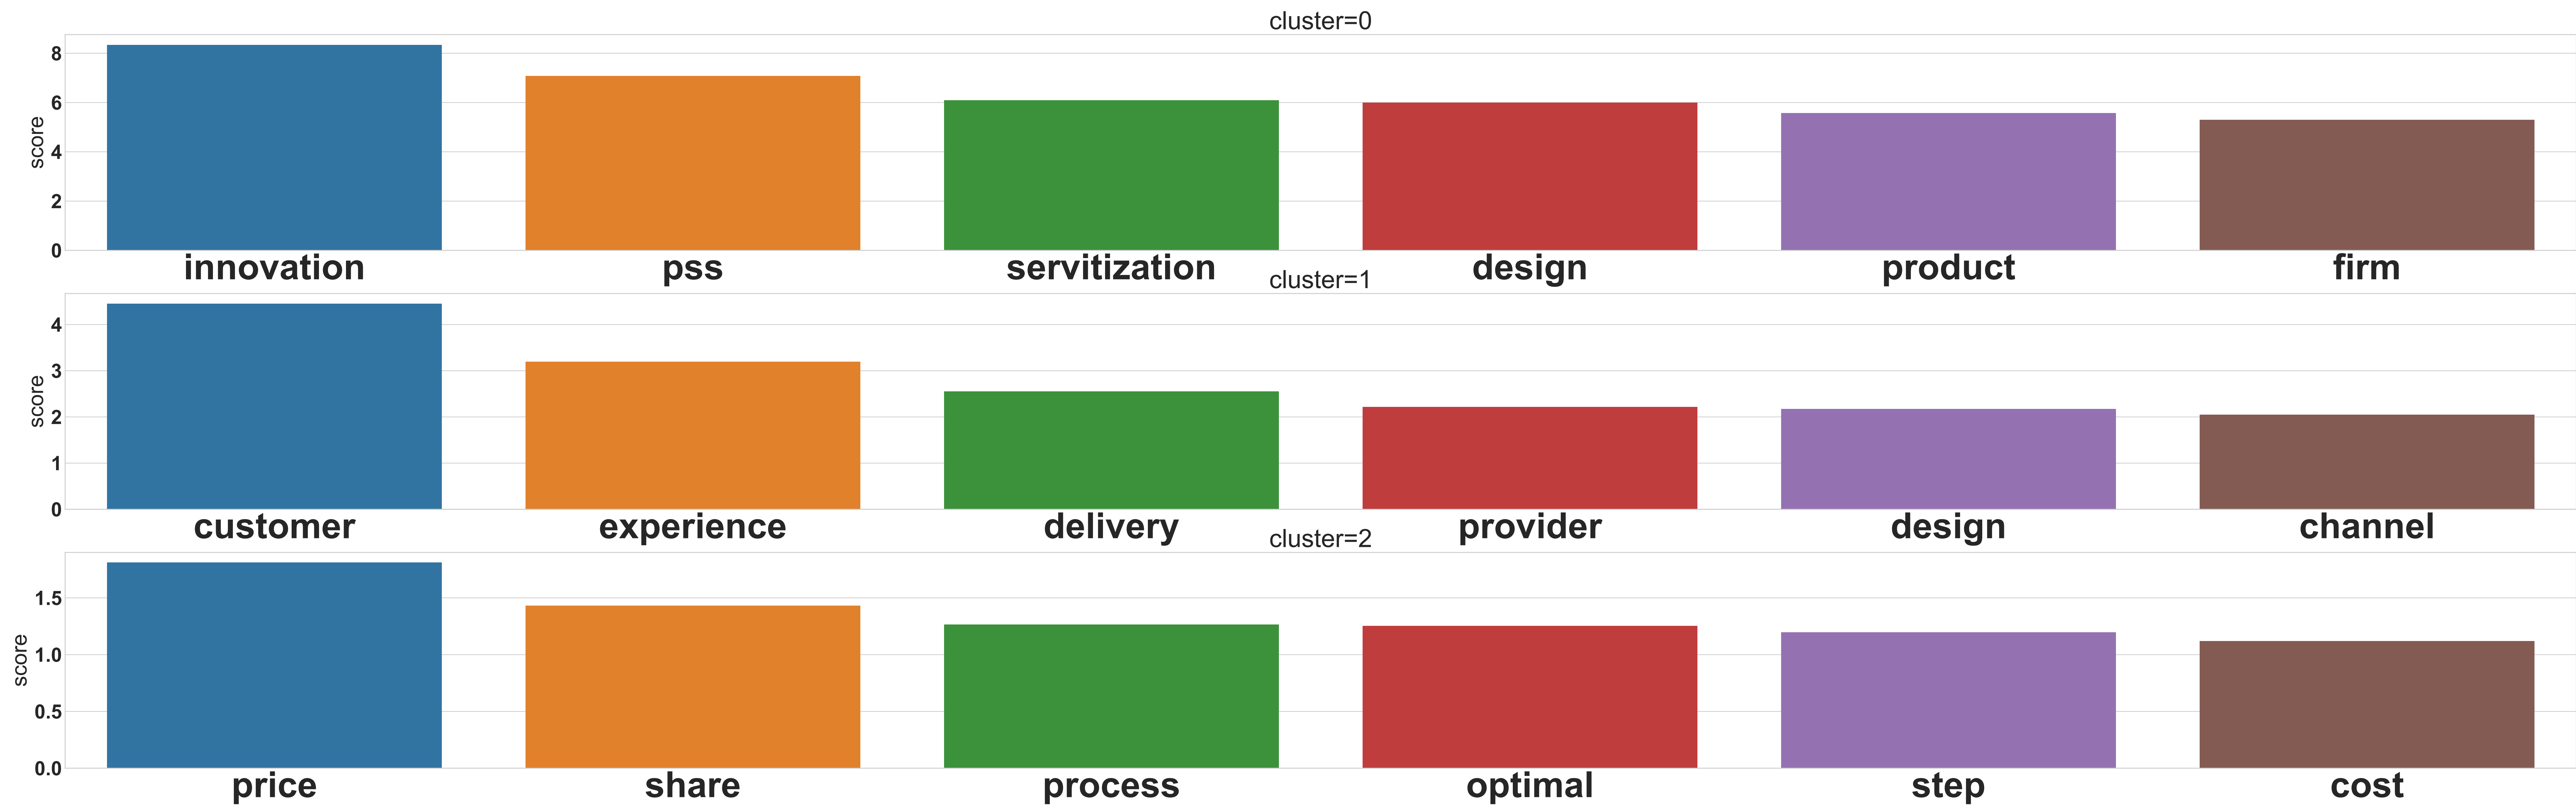 cluster=0
8
6
4
2
0
score
innovation pss servitization design product firm
cluster=1
4
3
2
1
0
score
customer experience delivery provider design channel
cluster=2
1.5
1.0
0.5
0.0
score
price share process optimal step cost